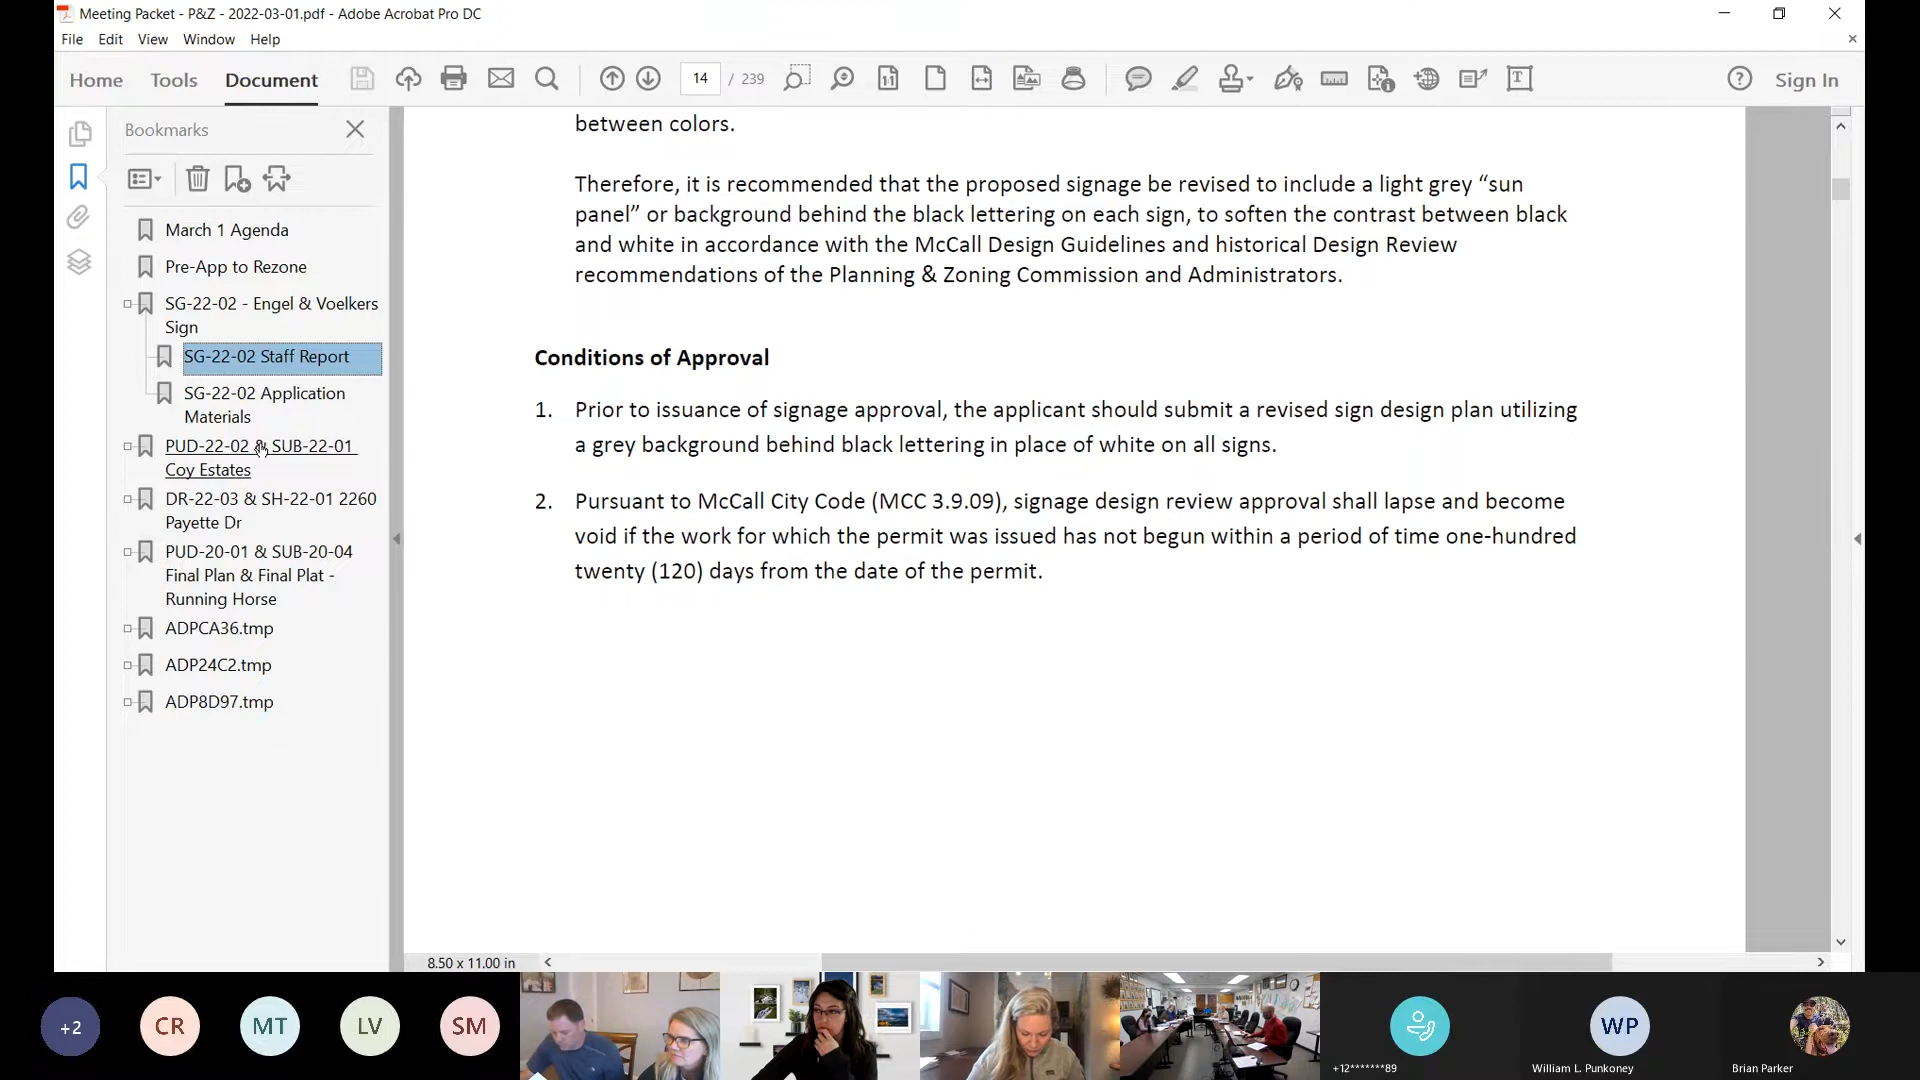 Meeting Packet - P&Z - 2022-03-01.pdf - Adobe Acrobat Pro DC
File Edit View Window Help
Home Tools Document 14 / 239 Sign In
Bookmarks
March 1 Agenda
Pre-App to Rezone
SG-22-02 - Engel & Voelkers
Sign
SG-22-02 Staff Report
SG-22-02 Application
Materials
PUD-22-02 & SUB-22-01
Coy Estates
DR-22-03 & SH-22-01 2260
Payette Dr
PUD-20-01 & SUB-20-04
Final Plan & Final Plat -
Running Horse
ADPCA36.tmp
ADP24C2.tmp
ADP8D97.tmp
between colors.
Therefore, it is recommended that the proposed signage be revised to include a light grey “sun
panel” or background behind the black lettering on each sign, to soften the contrast between black
and white in accordance with the McCall Design Guidelines and historical Design Review
recommendations of the Planning & Zoning Commission and Administrators.
Conditions of Approval
1. Prior to issuance of signage approval, the applicant should submit a revised sign design plan utilizing
a grey background behind black lettering in place of white on all signs.
2. Pursuant to McCall City Code (MCC 3.9.09), signage design review approval shall lapse and become
void if the work for which the permit was issued has not begun within a period of time one-hundred
twenty (120) days from the date of the permit.
8.50 x 11.00 in
+2 CR MT LV SM WP
+12*******89 William L. Punkoney Brian Parker